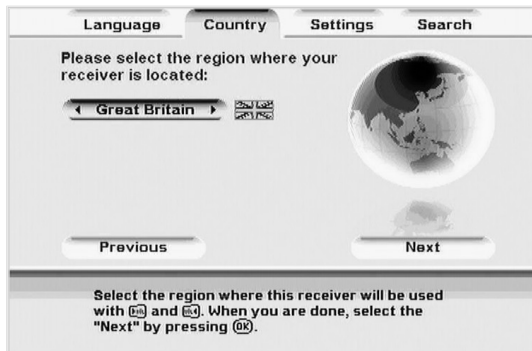 Language Country Settings Search
Please select the region where your
receiver is located:
Great Britain
Previous Next
Select the region where this receiver will be used
with and . When you are done, select the
"Next" by pressing OK.